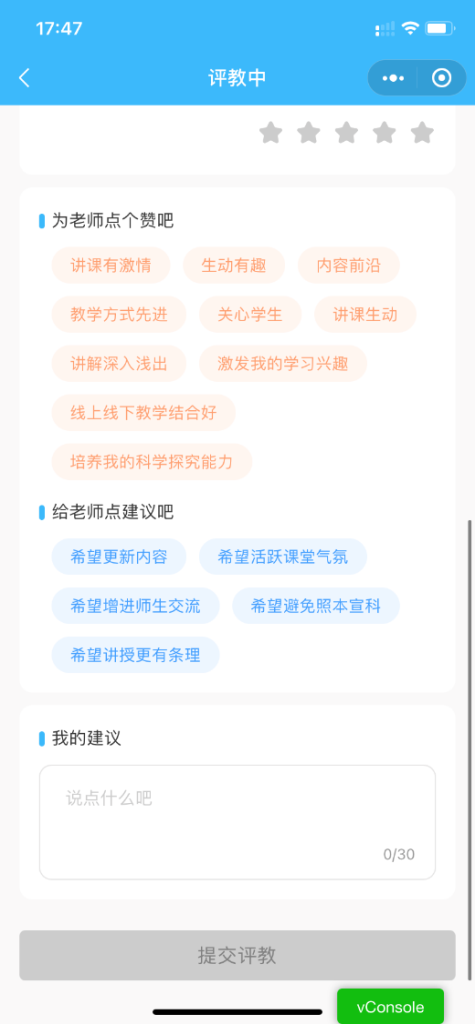 17:47
评教中
为老师点个赞吧
讲课有激情 生动有趣 内容前沿
教学方式先进 关心学生 讲课生动
讲解深入浅出 激发我的学习兴趣
线上线下教学结合好
培养我的科学探究能力
给老师点建议吧
希望更新内容 希望活跃课堂气氛
希望增进师生交流 希望避免照本宣科
希望讲授更有条理
我的建议
说点什么吧
0/30
提交评教
vConsole